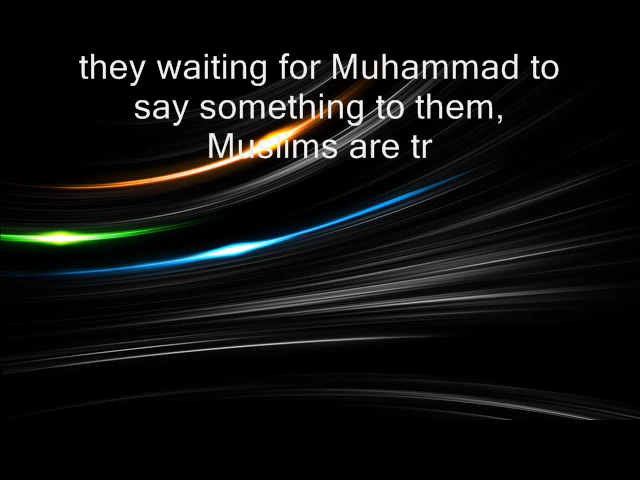 they waiting for Muhammad to
say something to them,
Muslims are tr